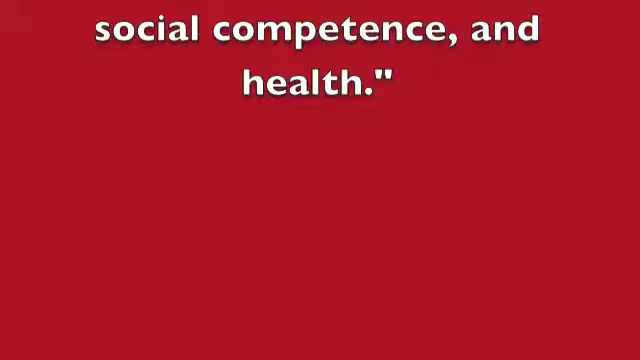 social competence, and
health."